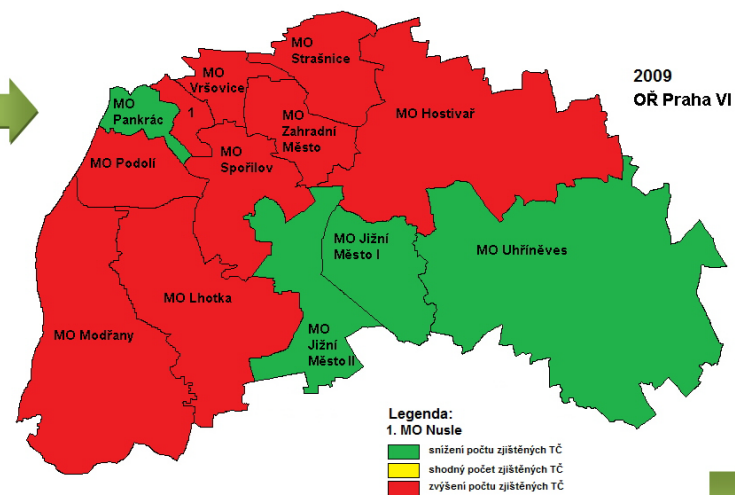 2009
OŘ Praha VI
MO
Strašnice
MO
Vršovice
MO
Pankrác
1
MO Hostivař
MO
Zahradní
Město
MO Podolí
MO
Spořilov
MO Jižní
Město I
MO Uhříněves
MO Lhotka
MO Modřany
MO
Jižní
Město II
Legenda:
1. MO Nusle
snížení počtu zjištěných TČ
shodný počet zjištěných TČ
zvýšení počtu zjištěných TČ